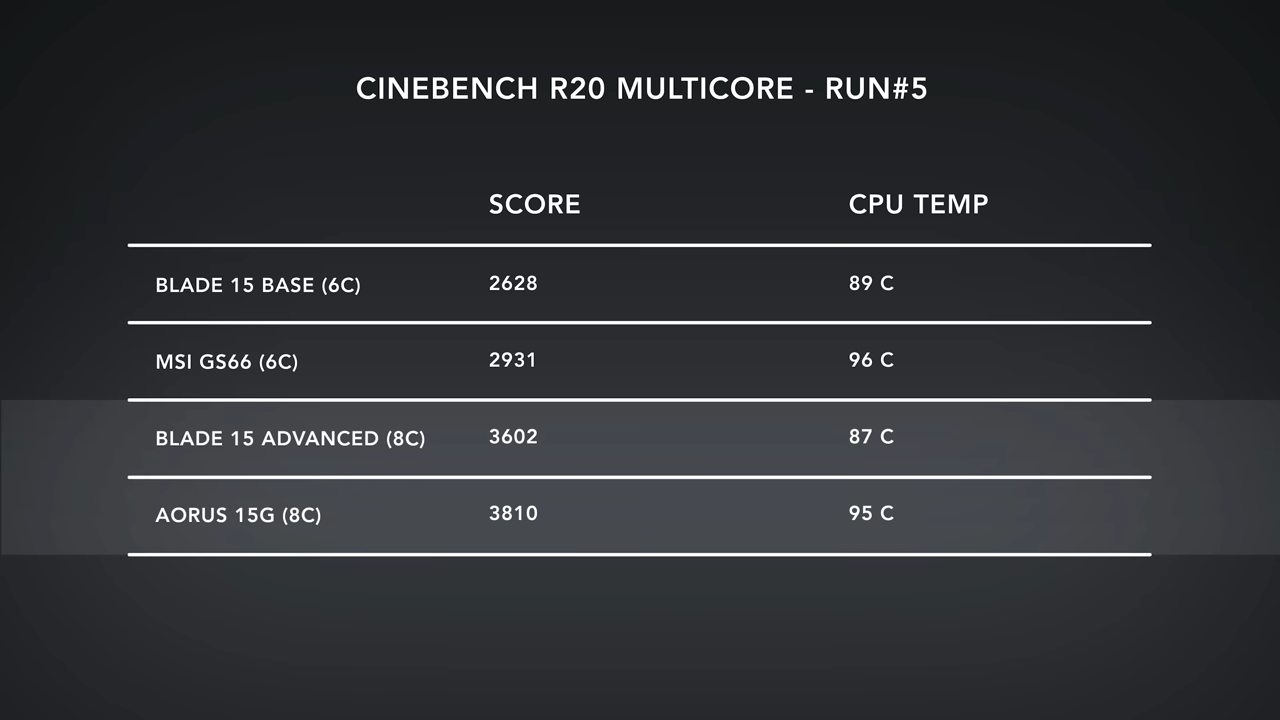 CINEBENCH R20 MULTICORE - RUN#5
SCORE CPU TEMP
BLADE 15 BASE (6C) 2628 89 C
MSI GS66 (6C) 2931 96 C
BLADE 15 ADVANCED (8C) 3602 87 C
AORUS 15G (8C) 3810 95 C